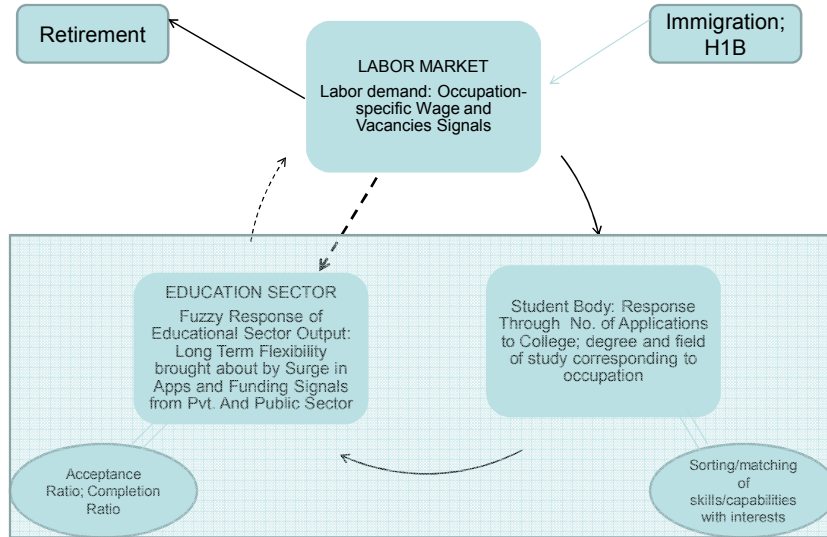 Retirement
Immigration;
H1B
LABOR MARKET
Labor demand: Occupation-
specific Wage and
Vacancies Signals
EDUCATION SECTOR
Fuzzy Response of
Educational Sector Output:
Long Term Flexibility
brought about by Surge in
Apps and Funding Signals
from Pvt. And Public Sector
Student Body: Response
Through No. of Applications
to College; degree and field
of study corresponding to
occupation
Acceptance
Ratio; Completion
Ratio
Sorting/matching
of
skills/capabilities
with interests